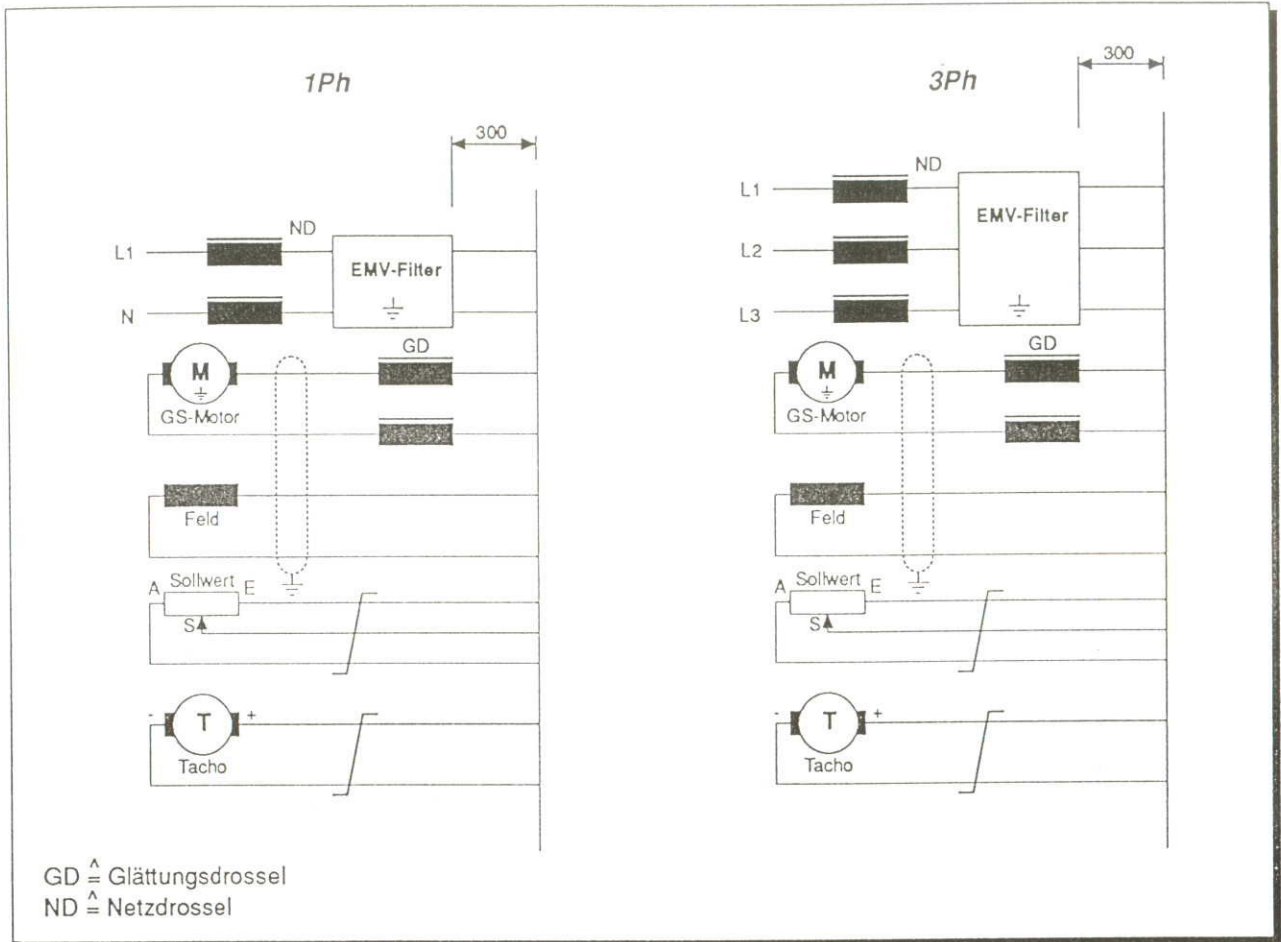 1Ph
300
ND
L1
EMV-Filter
N
GD
M
GS-Motor
Feld
A Sollwert E
S
- T +
Tacho
3Ph
300
ND
L1
EMV-Filter
L2
L3
GD
M
GS-Motor
Feld
A Sollwert E
S
- T +
Tacho
GD ≙ Glättungsdrossel
ND ≙ Netzdrossel